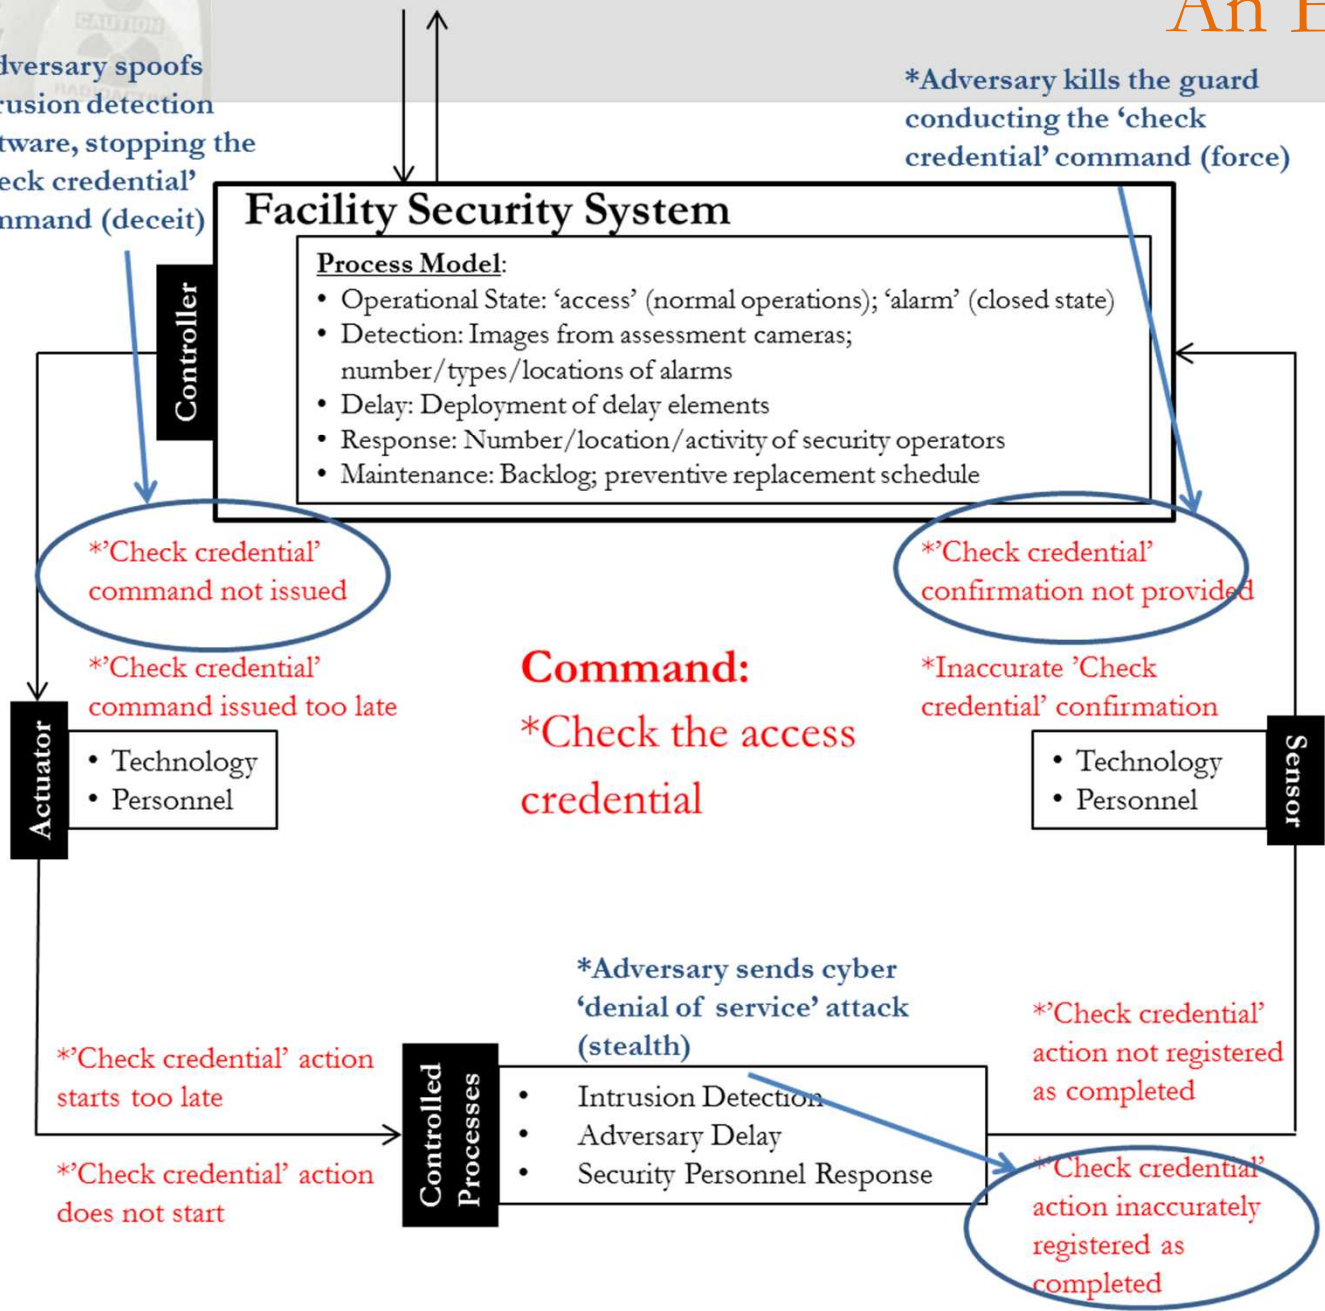 An E
CAUTION
RADIOACTIVE
dversary spoofs
rusion detection
tware, stopping the
eck credential’
mmand (deceit)
*Adversary kills the guard
conducting the ‘check
credential’ command (force)
Facility Security System
Process Model:
• Operational State: ‘access’ (normal operations); ‘alarm’ (closed state)
• Detection: Images from assessment cameras;
number/types/locations of alarms
• Delay: Deployment of delay elements
• Response: Number/location/activity of security operators
• Maintenance: Backlog; preventive replacement schedule
Controller
*’Check credential’
command not issued
*’Check credential’
command issued too late
*’Check credential’
confirmation not provided
*Inaccurate ’Check
credential’ confirmation
Command:
*Check the access
credential
Actuator
• Technology
• Personnel
• Technology
• Personnel
Sensor
*Adversary sends cyber
‘denial of service’ attack
(stealth)
*’Check credential’ action
starts too late
*’Check credential’ action
does not start
Controlled
Processes
• Intrusion Detection
• Adversary Delay
• Security Personnel Response
*’Check credential’
action not registered
as completed
*’Check credential’
action inaccurately
registered as
completed